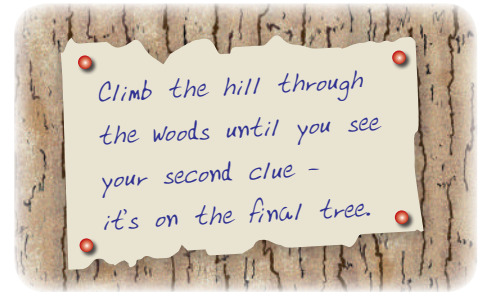 Climb the hill through
the woods until you see
your second clue -
it's on the final tree.